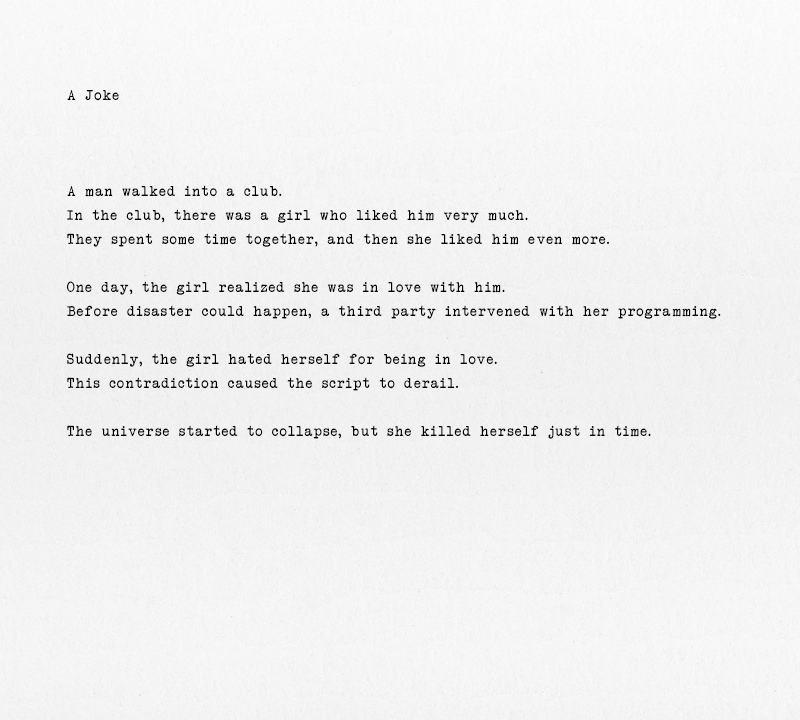 A Joke
A man walked into a club.
In the club, there was a girl who liked him very much.
They spent some time together, and then she liked him even more.
One day, the girl realized she was in love with him.
Before disaster could happen, a third party intervened with her programming.
Suddenly, the girl hated herself for being in love.
This contradiction caused the script to derail.
The universe started to collapse, but she killed herself just in time.